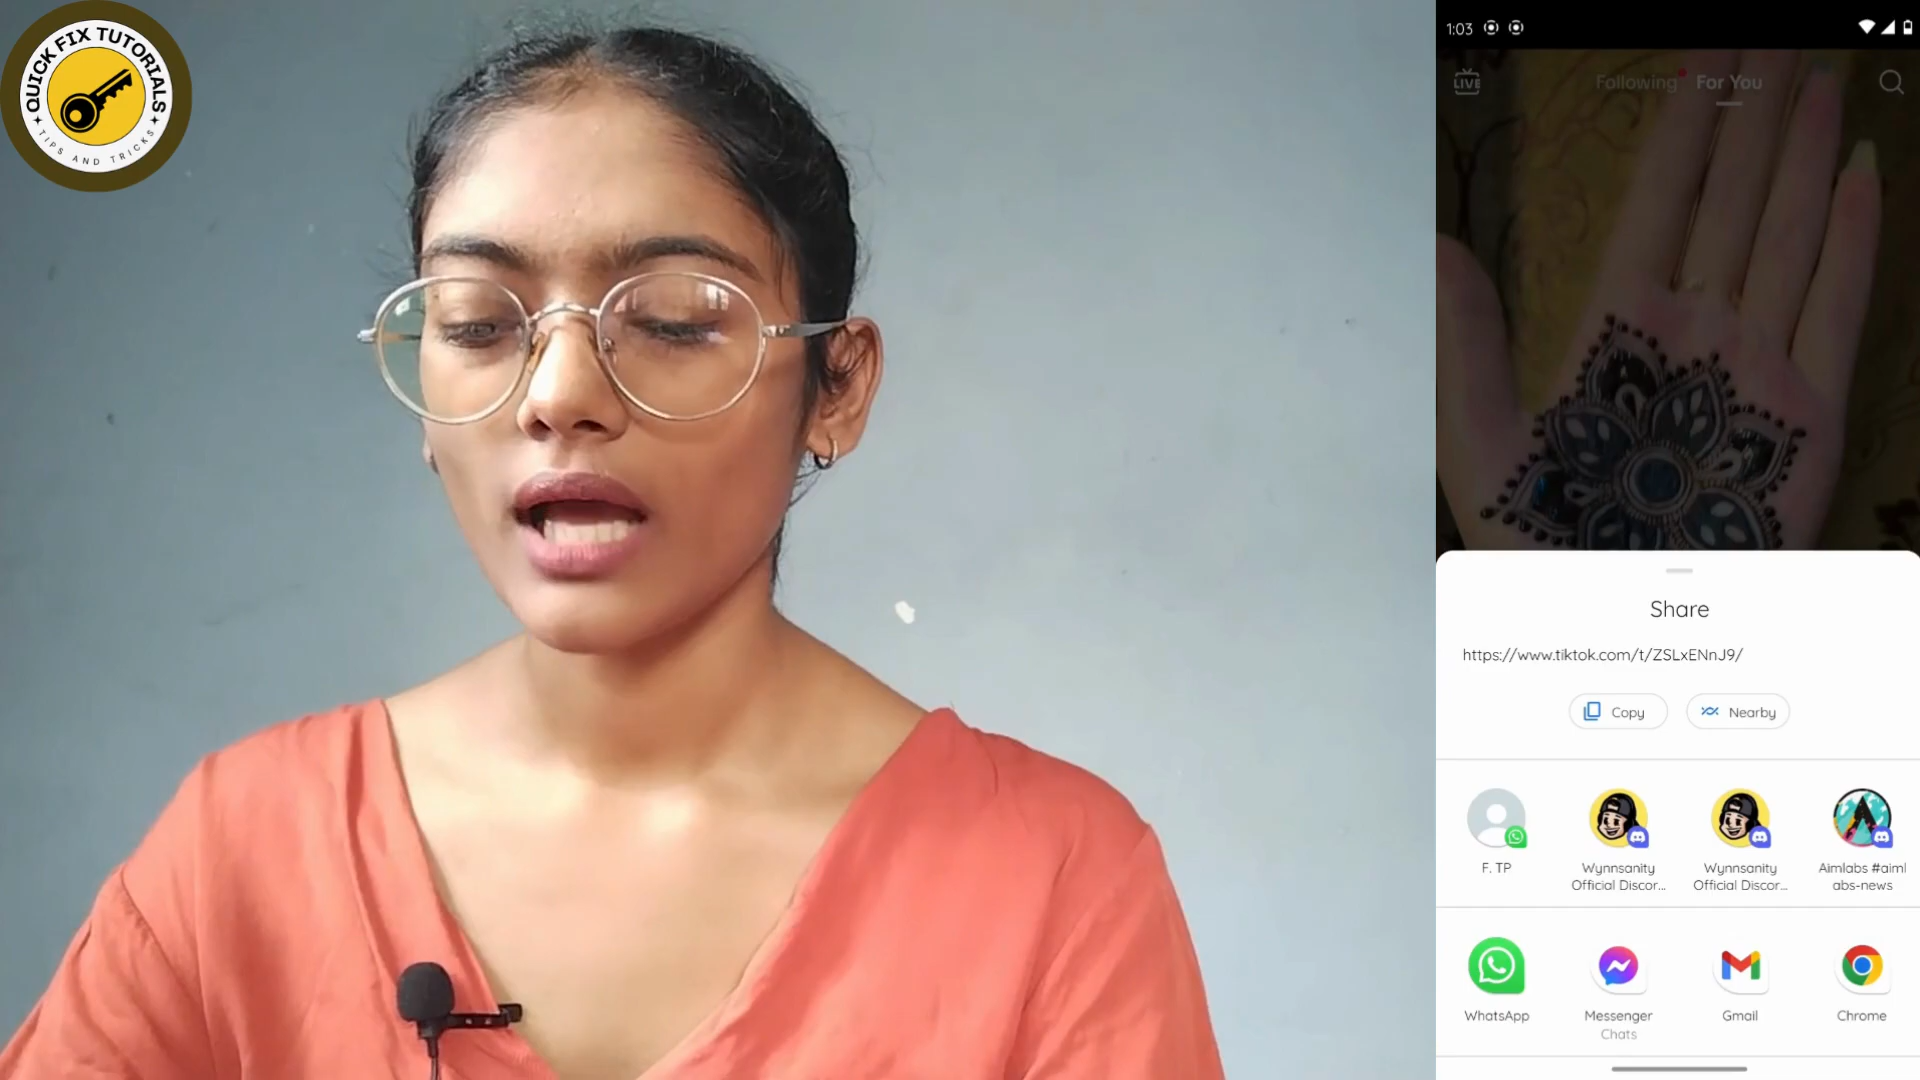 QUICK FIX TUTORIALS
TIPS AND TRICKS
1:03
LIVE
Following
For You
Share
https://www.tiktok.com/t/ZSLxENnJ9/
Copy
Nearby
F. TP
Wynnsanity
Official Discor...
Wynnsanity
Official Discor...
Aimlabs #aiml
abs-news
WhatsApp
Messenger
Chats
Gmail
Chrome